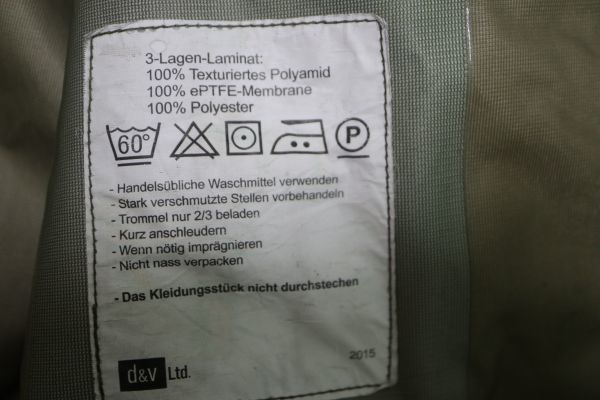 3-Lagen-Laminat:
100% Texturiertes Polyamid
100% ePTFE-Membrane
100% Polyester
60° P
- Handelsübliche Waschmittel verwenden
- Stark verschmutzte Stellen vorbehandeln
- Trommel nur 2/3 beladen
- Kurz anschleudern
- Wenn nötig imprägnieren
- Nicht nass verpacken
- Das Kleidungsstück nicht durchstechen
d&v Ltd.
2015